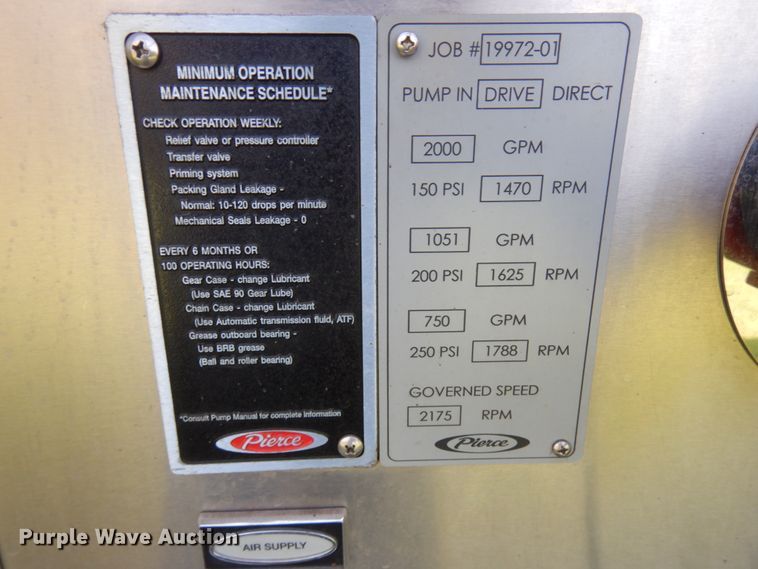 MINIMUM OPERATION
MAINTENANCE SCHEDULE*
CHECK OPERATION WEEKLY:
Relief valve or pressure controller
Transfer valve
Priming system
Packing Gland Leakage -
Normal: 10-120 drops per minute
Mechanical Seals Leakage - 0
EVERY 6 MONTHS OR
100 OPERATING HOURS:
Gear Case - change Lubricant
(Use SAE 90 Gear Lube)
Chain Case - change Lubricant
(Use Automatic transmission fluid, ATF)
Grease outboard bearing -
Use BRB grease
(Ball and roller bearing)
*Consult Pump Manual for complete information
Pierce
JOB # 19972-01
PUMP IN DRIVE DIRECT
2000 GPM
150 PSI 1470 RPM
1051 GPM
200 PSI 1625 RPM
750 GPM
250 PSI 1788 RPM
GOVERNED SPEED
2175 RPM
Pierce
AIR SUPPLY
Purple Wave Auction®